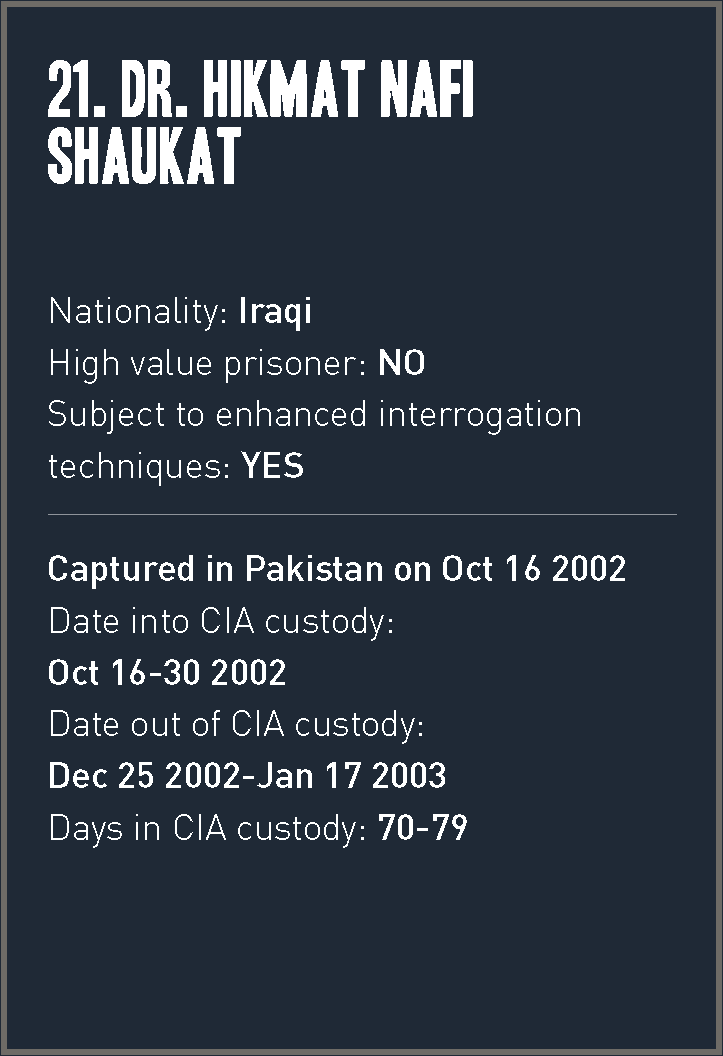 21. DR. HIKMAT NAFI
SHAUKAT
Nationality: Iraqi
High value prisoner: NO
Subject to enhanced interrogation
techniques: YES
Captured in Pakistan on Oct 16 2002
Date into CIA custody:
Oct 16-30 2002
Date out of CIA custody:
Dec 25 2002-Jan 17 2003
Days in CIA custody: 70-79